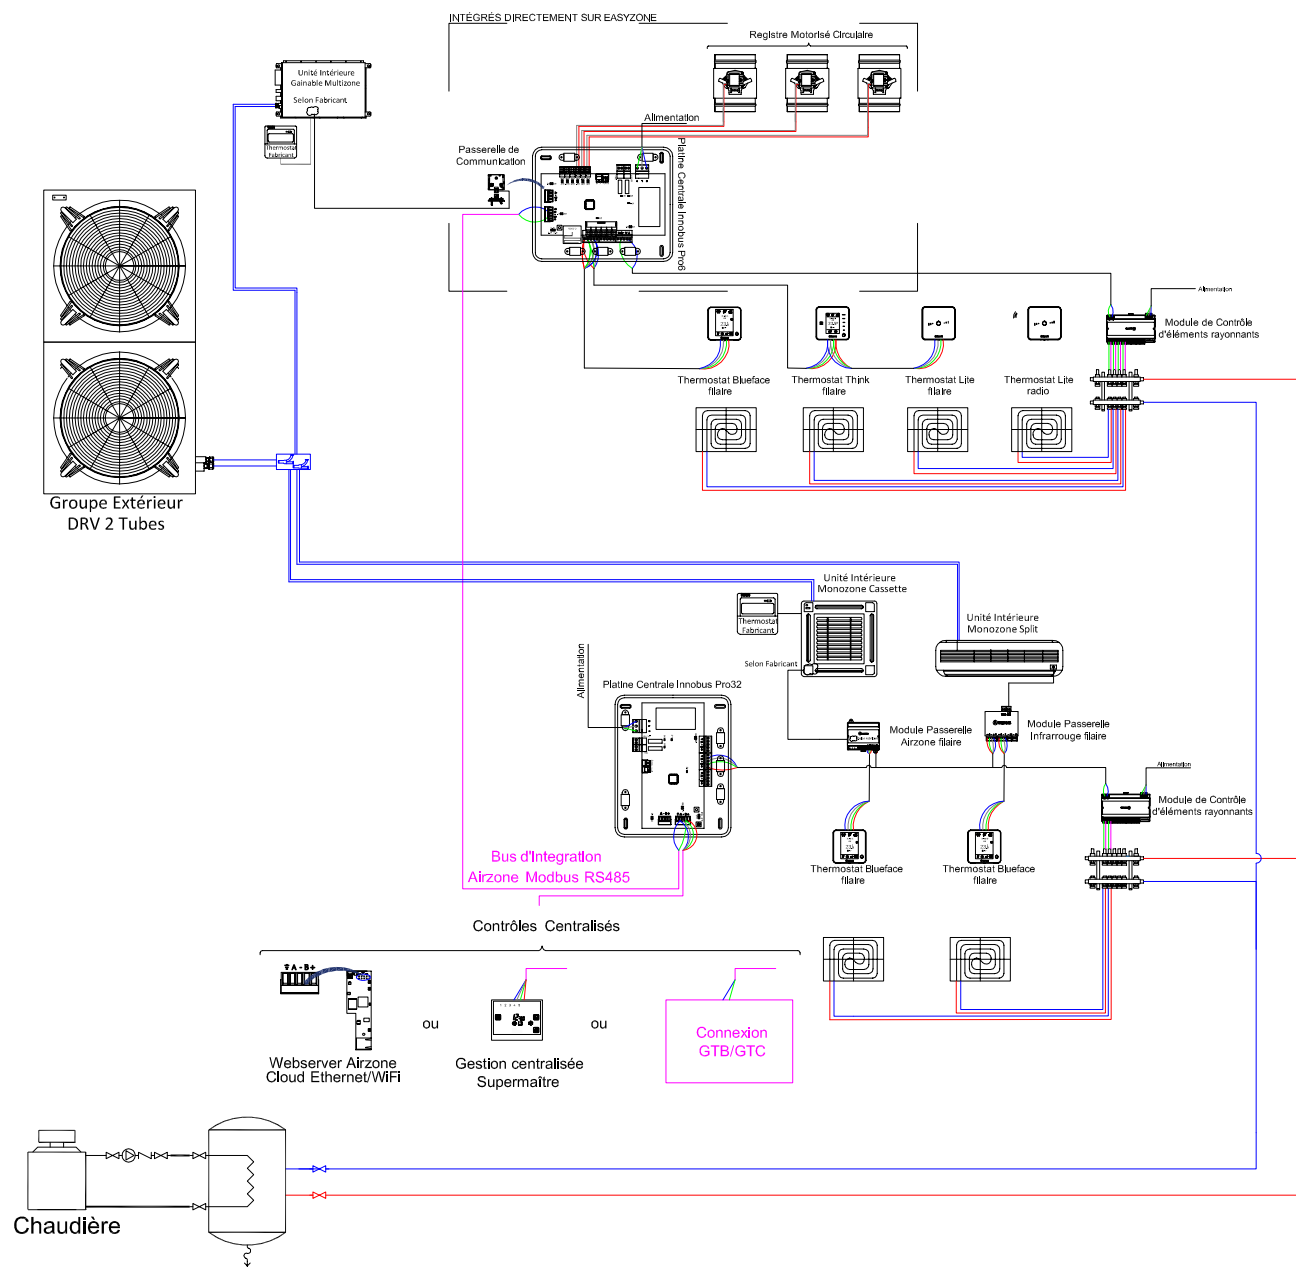 INTÉGRÉS DIRECTEMENT SUR EASYZONE
Registre Motorisé Circulaire
Unité Intérieure
Gainable Multizone
Selon Fabricant
Thermostat
Fabricant
Alimentation
Passerelle de
Communication
Platine Centrale Innobus Pro6
Alimentation
Module de Contrôle
d'éléments rayonnants
Thermostat Blueface
filaire
Thermostat Think
filaire
Thermostat Lite
filaire
Thermostat Lite
radio
Groupe Extérieur
DRV 2 Tubes
Unité Intérieure
Monozone Cassette
Thermostat
Fabricant
Unité Intérieure
Monozone Split
Selon Fabricant
Alimentation
Platine Centrale Innobus Pro32
Module Passerelle
Airzone filaire
Module Passerelle
Infrarrouge filaire
Alimentation
Module de Contrôle
d'éléments rayonnants
Thermostat Blueface
filaire
Thermostat Blueface
filaire
Bus d'Integration
Airzone Modbus RS485
Contrôles Centralisés
A - B +
ou
ou
Webserver Airzone
Cloud Ethernet/WiFi
Gestion centralisée
Supermaître
Connexion
GTB/GTC
Chaudière